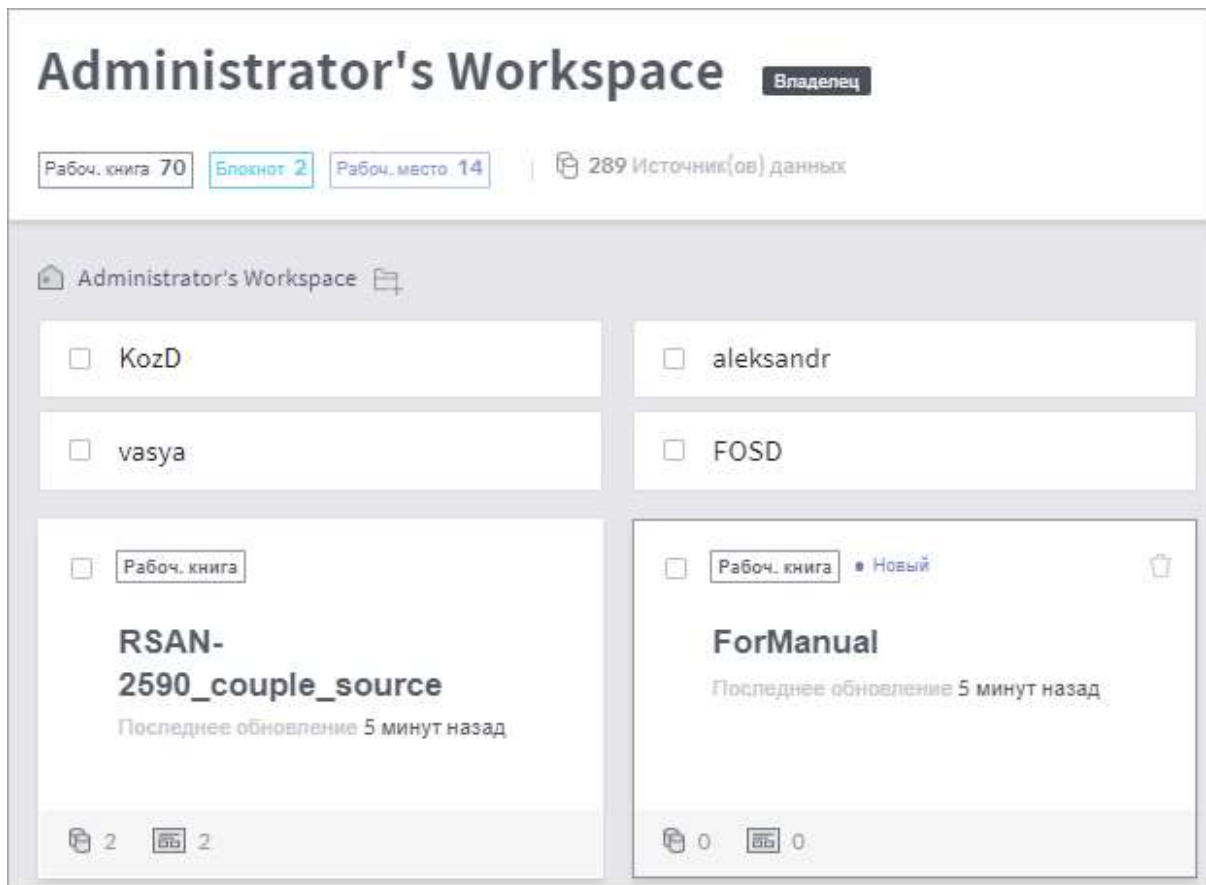 Administrator's Workspace Владелец
Рабоч. книга 70 Блокнот 2 Рабоч. место 14 289 Источник(ов) данных
Administrator's Workspace
KozD
aleksandr
vasya
FOSD
Рабоч. книга
RSAN-
2590_couple_source
Последнее обновление 5 минут назад
2 2
Рабоч. книга • Новый
ForManual
Последнее обновление 5 минут назад
0 0